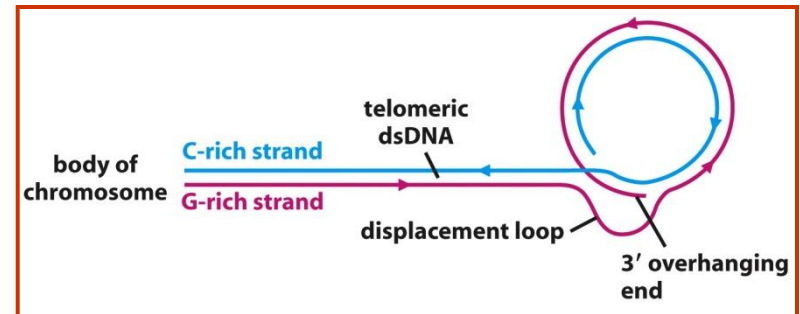 telomeric
dsDNA
body of
chromosome
C-rich strand
G-rich strand
displacement loop
3′ overhanging
end